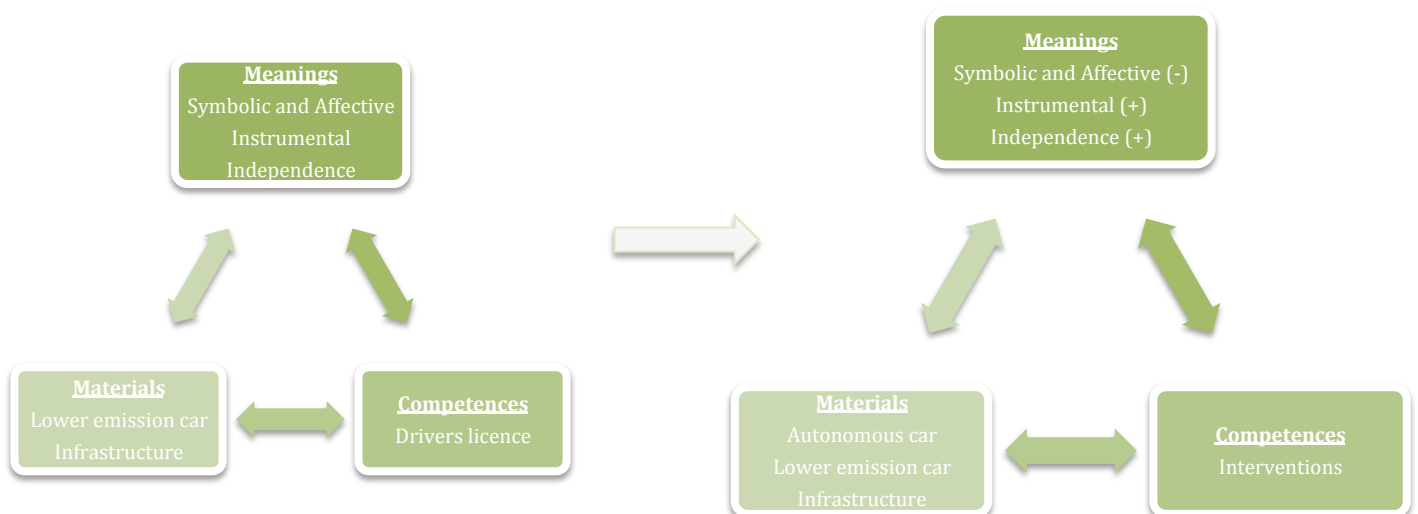 Meanings
Symbolic and Affective
Instrumental
Independence
Materials
Lower emission car
Infrastructure
Competences
Drivers licence
Meanings
Symbolic and Affective (-)
Instrumental (+)
Independence (+)
Materials
Autonomous car
Lower emission car
Infrastructure
Competences
Interventions